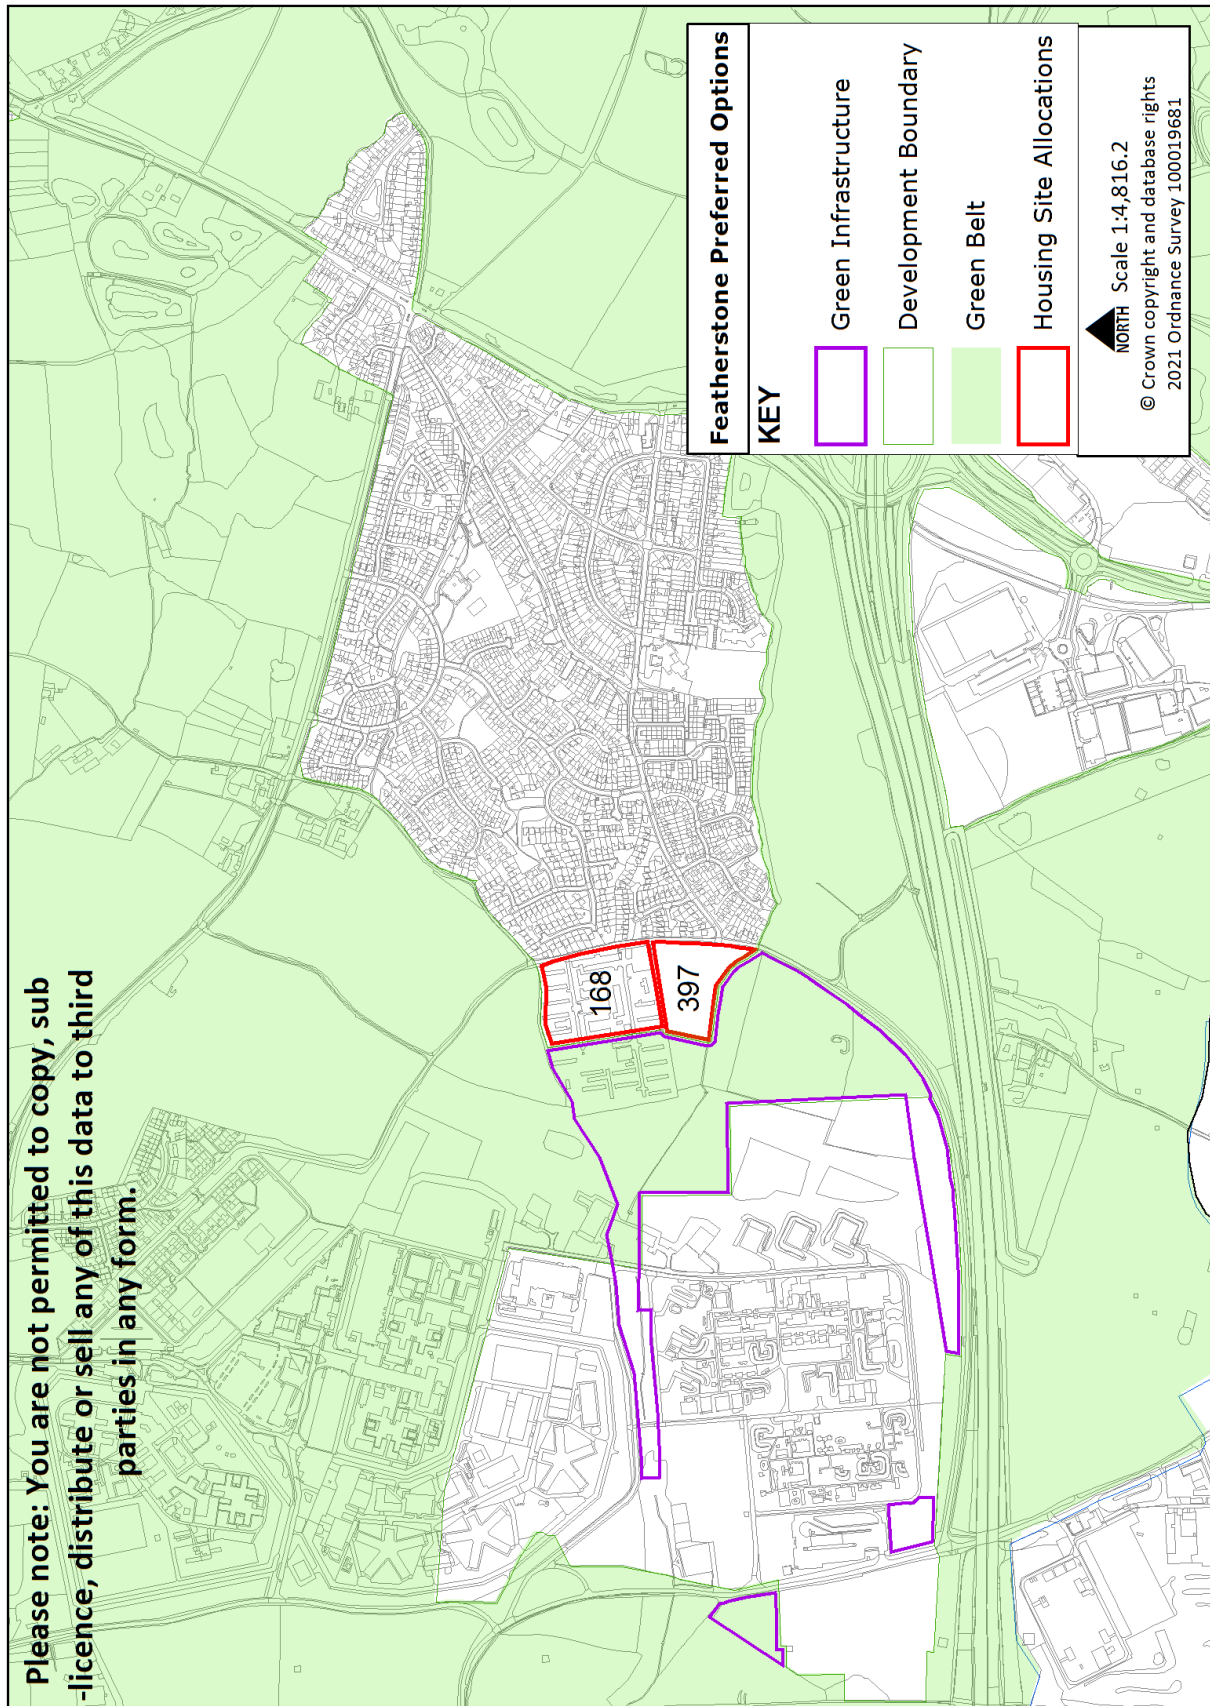 Please note: You are not permitted to copy, sub
-licence, distribute or sell any of this data to third
parties in any form.
168
397
Featherstone Preferred Options
KEY
Green Infrastructure
Development Boundary
Green Belt
Housing Site Allocations
NORTH Scale 1:4,816.2
© Crown copyright and database rights
2021 Ordnance Survey 100019681